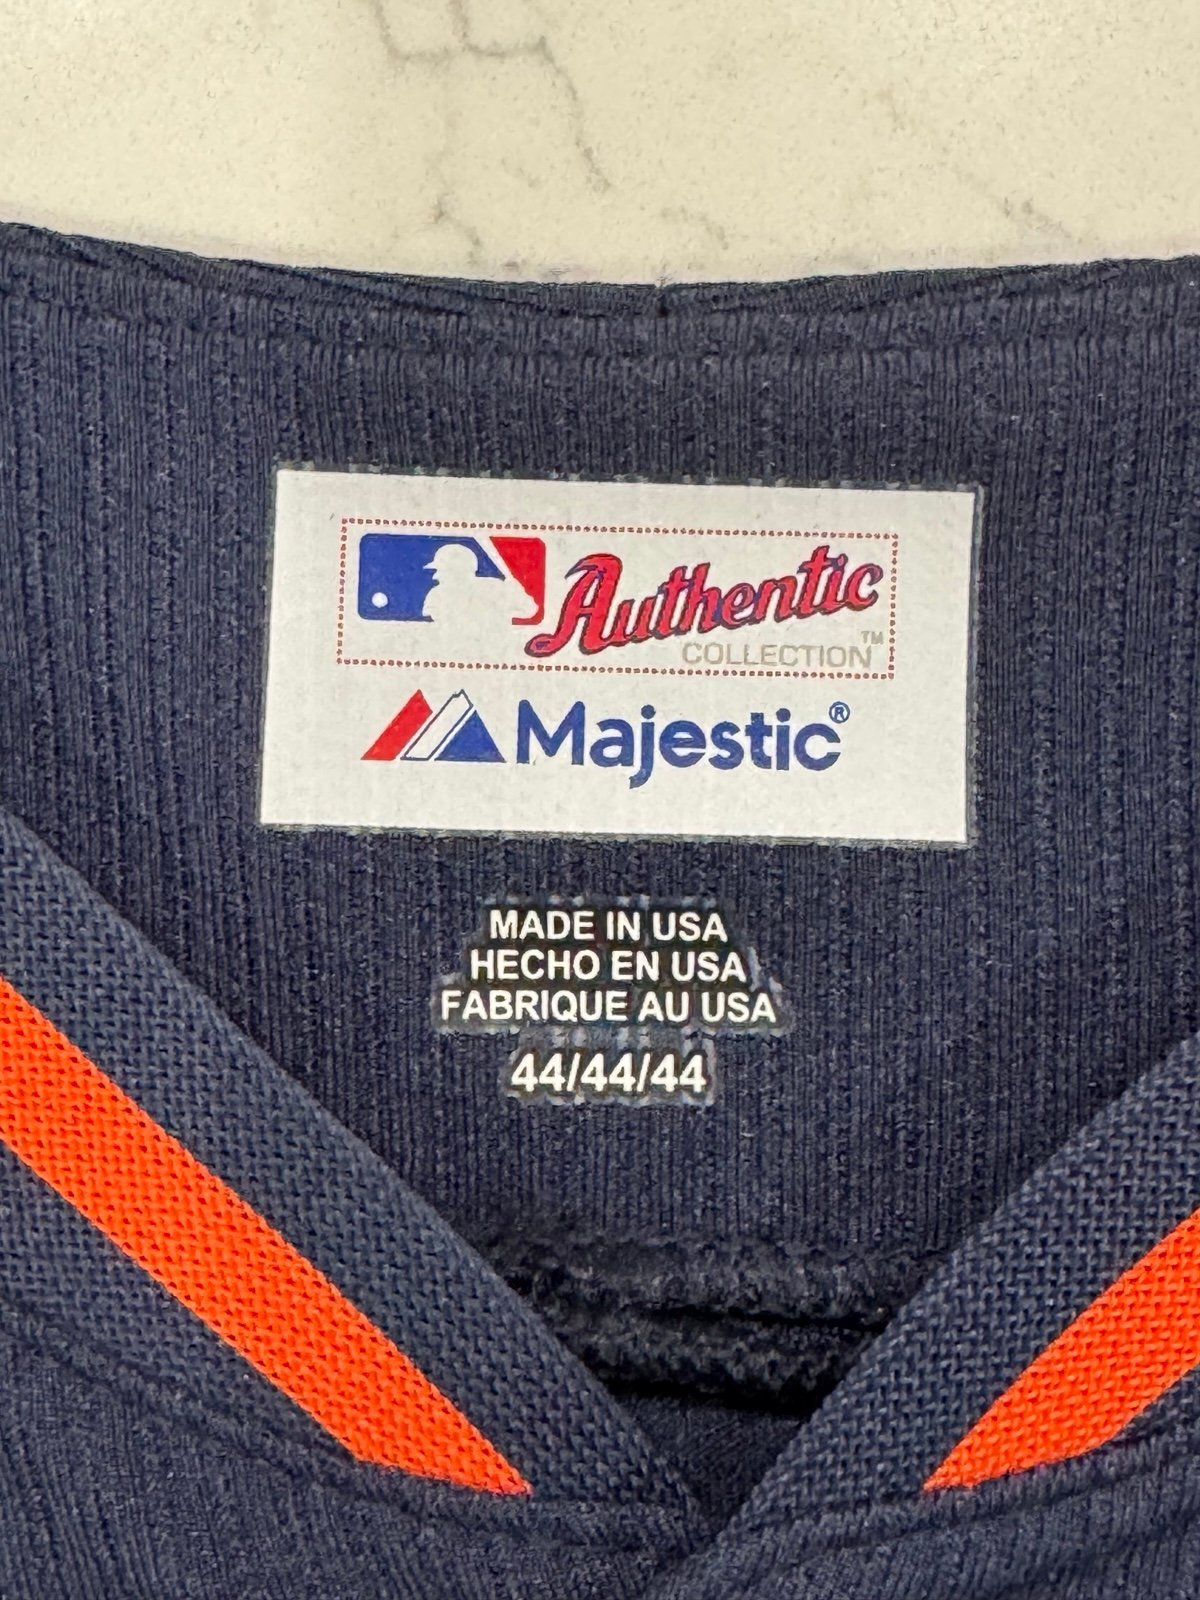 Authentic
COLLECTION™
Majestic®
MADE IN USA
HECHO EN USA
FABRIQUE AU USA
44/44/44